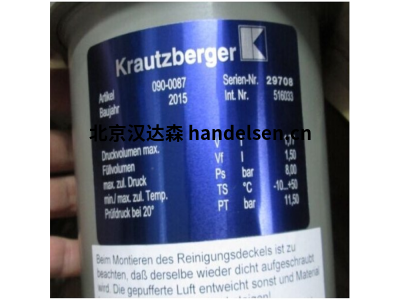 Krautzberger K
Artikel 090-0087 Serien-Nr. 29708
Baujahr 2015 Int. Nr. 516033
北京汉达森 handelsen.cn
Druckvolumen max. V l
Füllvolumen Vf l 1,50
max. zul. Druck Ps bar 8,00
min./ max. zul. Temp. TS °C -10...+50
Prüfdruck bei 20° PT bar 11,50
Beim Montieren des Reinigungsdeckels ist zu
beachten, daß derselbe wieder dicht aufgeschraubt
wird. Die gepufferte Luft entweicht sonst und Material